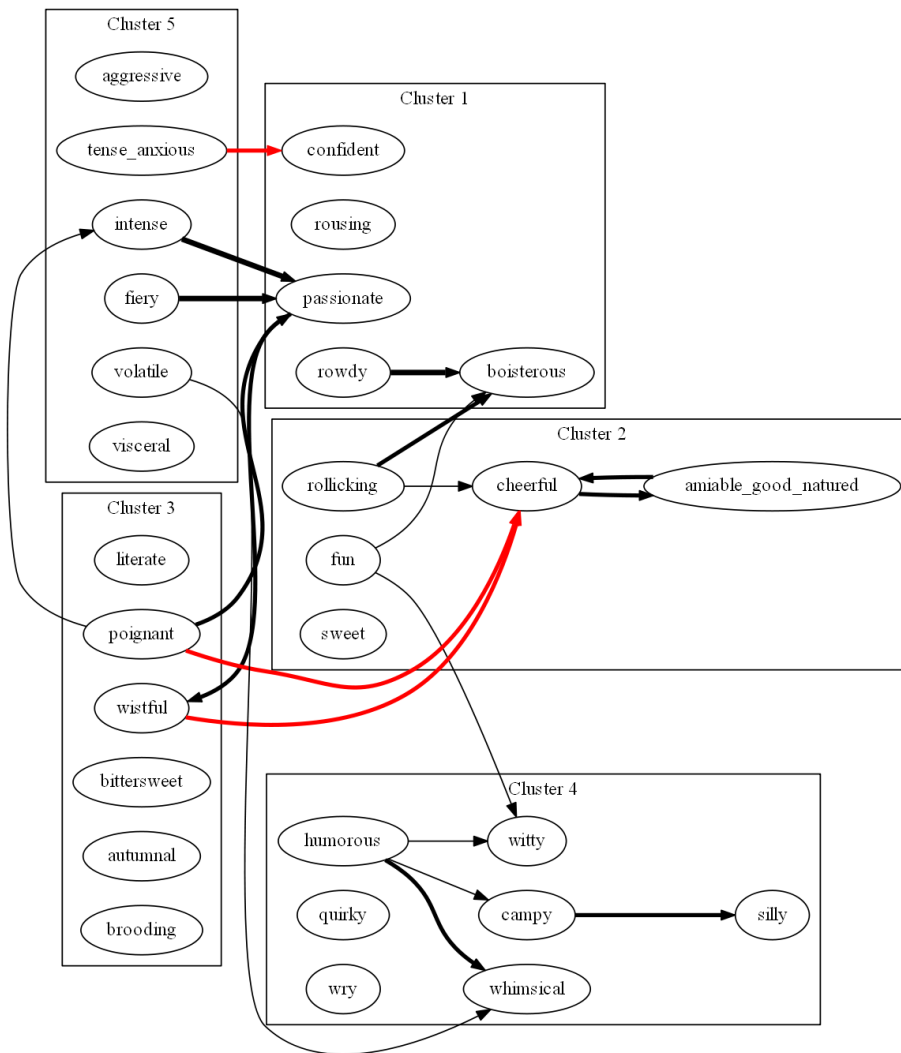 Cluster 5
aggressive
tense_anxious
intense
fiery
volatile
visceral
Cluster 1
confident
rousing
passionate
rowdy
boisterous
Cluster 2
rollicking
cheerful
amiable_good_natured
fun
sweet
Cluster 3
literate
poignant
wistful
bittersweet
autumnal
brooding
Cluster 4
humorous
witty
quirky
campy
silly
wry
whimsical